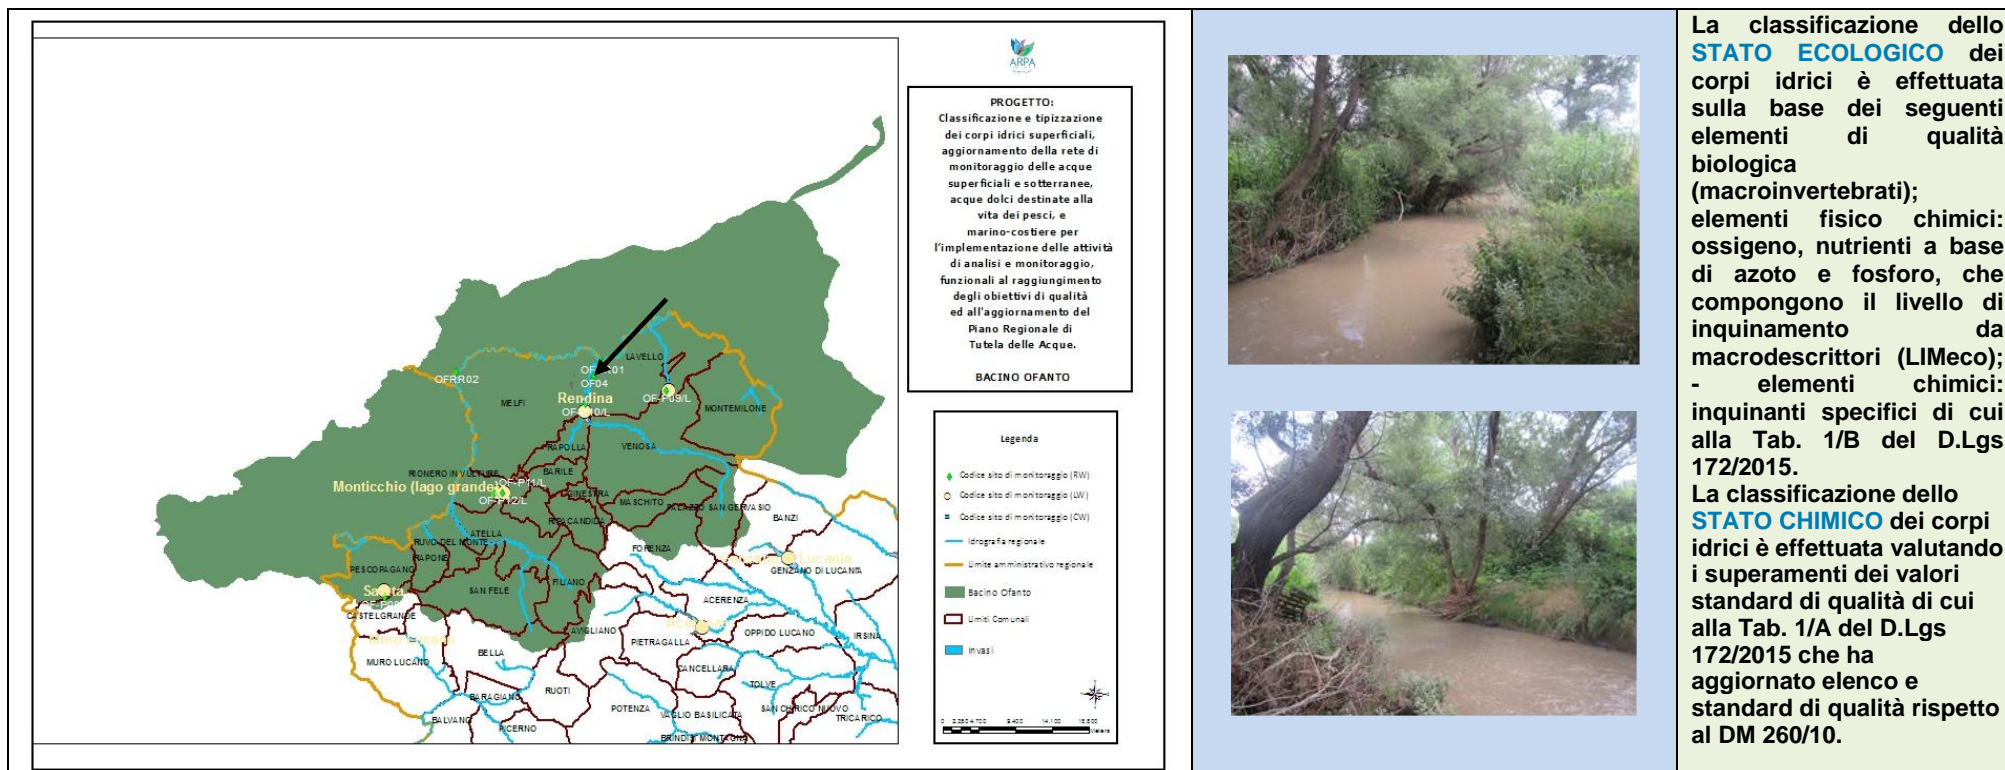 ARPA
PROGETTO:
Classificazione e tipizzazione
dei corpi idrici superficiali,
aggiornamento della rete di
monitoraggio delle acque
superficiali e sotterranee,
acque dolci destinate alla
vita dei pesci, e
marino-costiere per
l'implementazione delle attività
di analisi e monitoraggio,
funzionali al raggiungimento
degli obiettivi di qualità
ed all'aggiornamento del
Piano Regionale di
Tutela delle Acque.
BACINO OFANTO
Legenda
Codice sito di monitoraggio (RW)
Codice sito di monitoraggio (LW)
Codice sito di monitoraggio (CW)
Idrografia regionale
Limite amministrativo regionale
Bacino Ofanto
Limiti Comunali
Invasi
LAVELLO
OFRR02
OF04
Rendina
OF-P09/L
MELFI
MONTEMILONE
RAPOLLA
VENOSA
BARILE
RIONERO IN VULTURE
Monticchio (lago grande)
OF-P11/L
OF-P12/L
GINESTRA
MASCHITO
PALAZZO SAN GERVASIO
BANZI
RIPACANDIDA
ATELLA
RUVO DEL MONTE
RAPONE
FORENZA
GENZANO DI LUCANIA
PESCOPAGANO
SAN FELE
FILIANO
ACERENZA
CASTELGRANDE
AVIGLIANO
PIETRAGALLA
OPPIDO LUCANO
IRSINA
MURO LUCANO
BELLA
CANCELLARA
TOLVE
BARAGIANO
RUOTI
POTENZA
VAGLIO BASILICATA
SAN CHIRICO NUOVO
TRICARICO
BALVANO
PICERNO
BRINDISI MONTAGNA
La classificazione dello
STATO ECOLOGICO dei
corpi idrici è effettuata
sulla base dei seguenti
elementi di qualità
biologica
(macroinvertebrati);
elementi fisico chimici:
ossigeno, nutrienti a base
di azoto e fosforo, che
compongono il livello di
inquinamento da
macrodescrittori (LIMeco);
- elementi chimici:
inquinanti specifici di cui
alla Tab. 1/B del D.Lgs
172/2015.
La classificazione dello
STATO CHIMICO dei corpi
idrici è effettuata valutando
i superamenti dei valori
standard di qualità di cui
alla Tab. 1/A del D.Lgs
172/2015 che ha
aggiornato elenco e
standard di qualità rispetto
al DM 260/10.